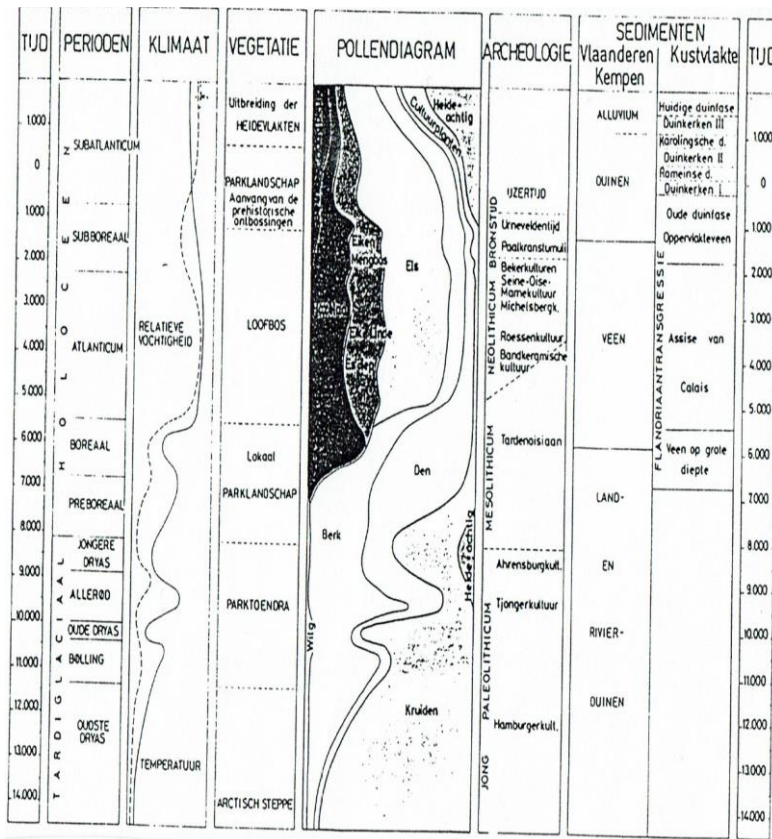 TIJD
PERIODEN
KLIMAAT
VEGETATIE
POLLENDIAGRAM
ARCHEOLOGIE
SEDIMENTEN
Vlaanderen
Kempen
Kustvlakte
TIJD
1.000
0
1.000
2.000
3.000
4.000
5.000
6.000
7.000
8.000
9.000
10.000
11.000
12.000
13.000
14.000
HOLOCEEN
TARDIGLACIAAL
SUBATLANTICUM
SUBBOREAAL
ATLANTICUM
BOREAAL
PREBOREAAL
JONGERE
DRYAS
ALLERØD
OUDE DRYAS
BØLLING
OUDSTE
DRYAS
RELATIEVE
VOCHTIGHEID
TEMPERATUUR
Uitbreiding der
HEIDEVLAKTEN
PARKLANDSCHAP
Aanvang van de
prehistorische
ontbossingen
LOOFBOS
Lokaal
PARKLANDSCHAP
PARKTOENDRA
ARCTISCH STEPPE
Heide-
achtig
Cultuurplanten
Eiken
Mengbos
Els
Eik
Linde
Den
Berk
Heide-achtig
Wilg
Kruiden
BRONSTIJD
NEOLITHICUM
MESOLITHICUM
JONG PALEOLITHICUM
IJZERTIJD
Urneveldentijd
Paalkranstumuli
Bekerkulturen
Seine-Oise-
Marnekultuur
Michelsbergk.
Roessenkultuur
Bandkeramische
kultuur
Tardenoisiaan
Ahrensburgkult.
Tjongerkultuur
Hamburgerkult.
ALLUVIUM
DUINEN
VEEN
LAND-
EN
RIVIER-
DUINEN
FLANDRIAANTRANSGRESSIE
Huidige duinfase
Duinkerken III
Karolingsche d.
Duinkerken II
Romeinse d.
Duinkerken I
Oude duinfase
Oppervlakteveen
Assise van
Calais
Veen op grote
diepte
1.000
0
1.000
2.000
3.000
4.000
5.000
6.000
7.000
8.000
9.000
10.000
11.000
12.000
13.000
14.000